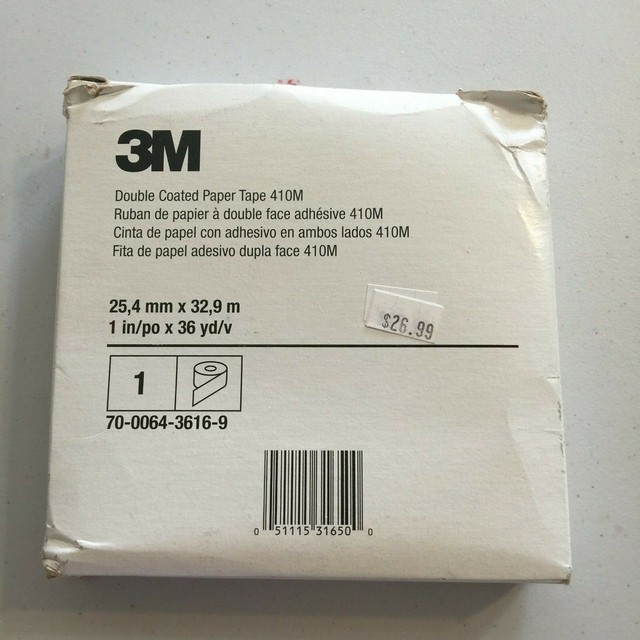 3M
Double Coated Paper Tape 410M
Ruban de papier à double face adhésive 410M
Cinta de papel con adhesivo en ambos lados 410M
Fita de papel adesivo dupla face 410M
25,4 mm x 32,9 m
1 in/po x 36 yd/v
$26.99
1
70-0064-3616-9
0 51115 31650 0